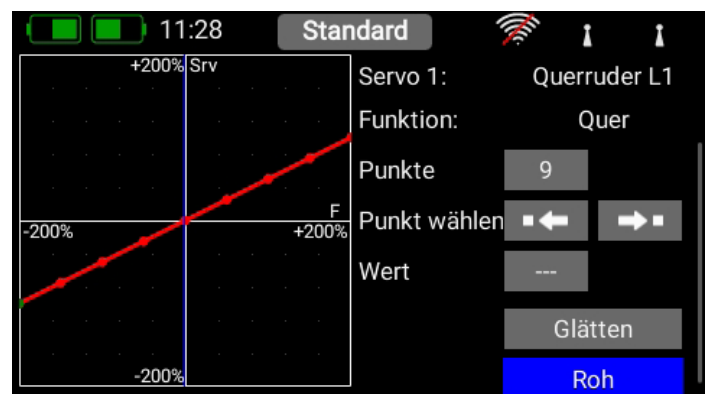 11:28 Standard
+200% Srv
Servo 1: Querruder L1
Funktion: Quer
Punkte 9
F
-200% +200%
Punkt wählen
Wert ---
Glätten
-200%
Roh